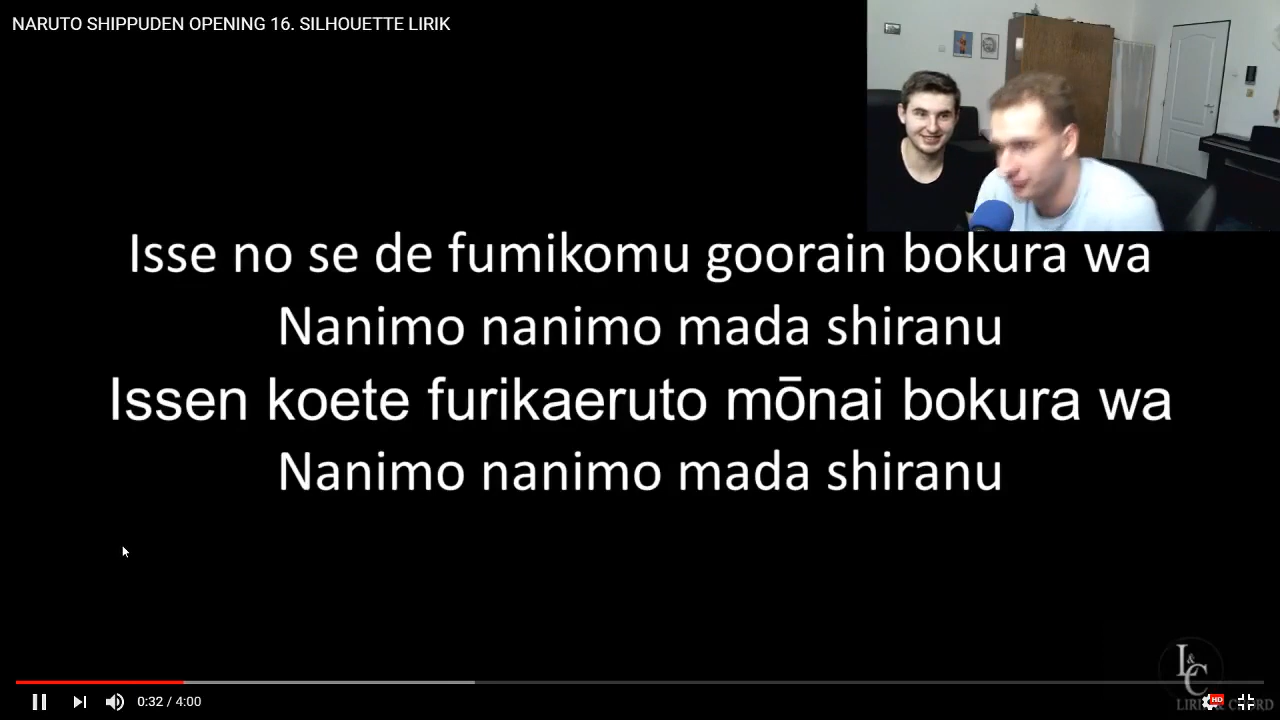 NARUTO SHIPPUDEN OPENING 16. SILHOUETTE LIRIK
Isse no se de fumikomu goorain bokura wa
Nanimo nanimo mada shiranu
Issen koete furikaeruto mōnai bokura wa
Nanimo nanimo mada shiranu
L&C
0:32 / 4:00
HD